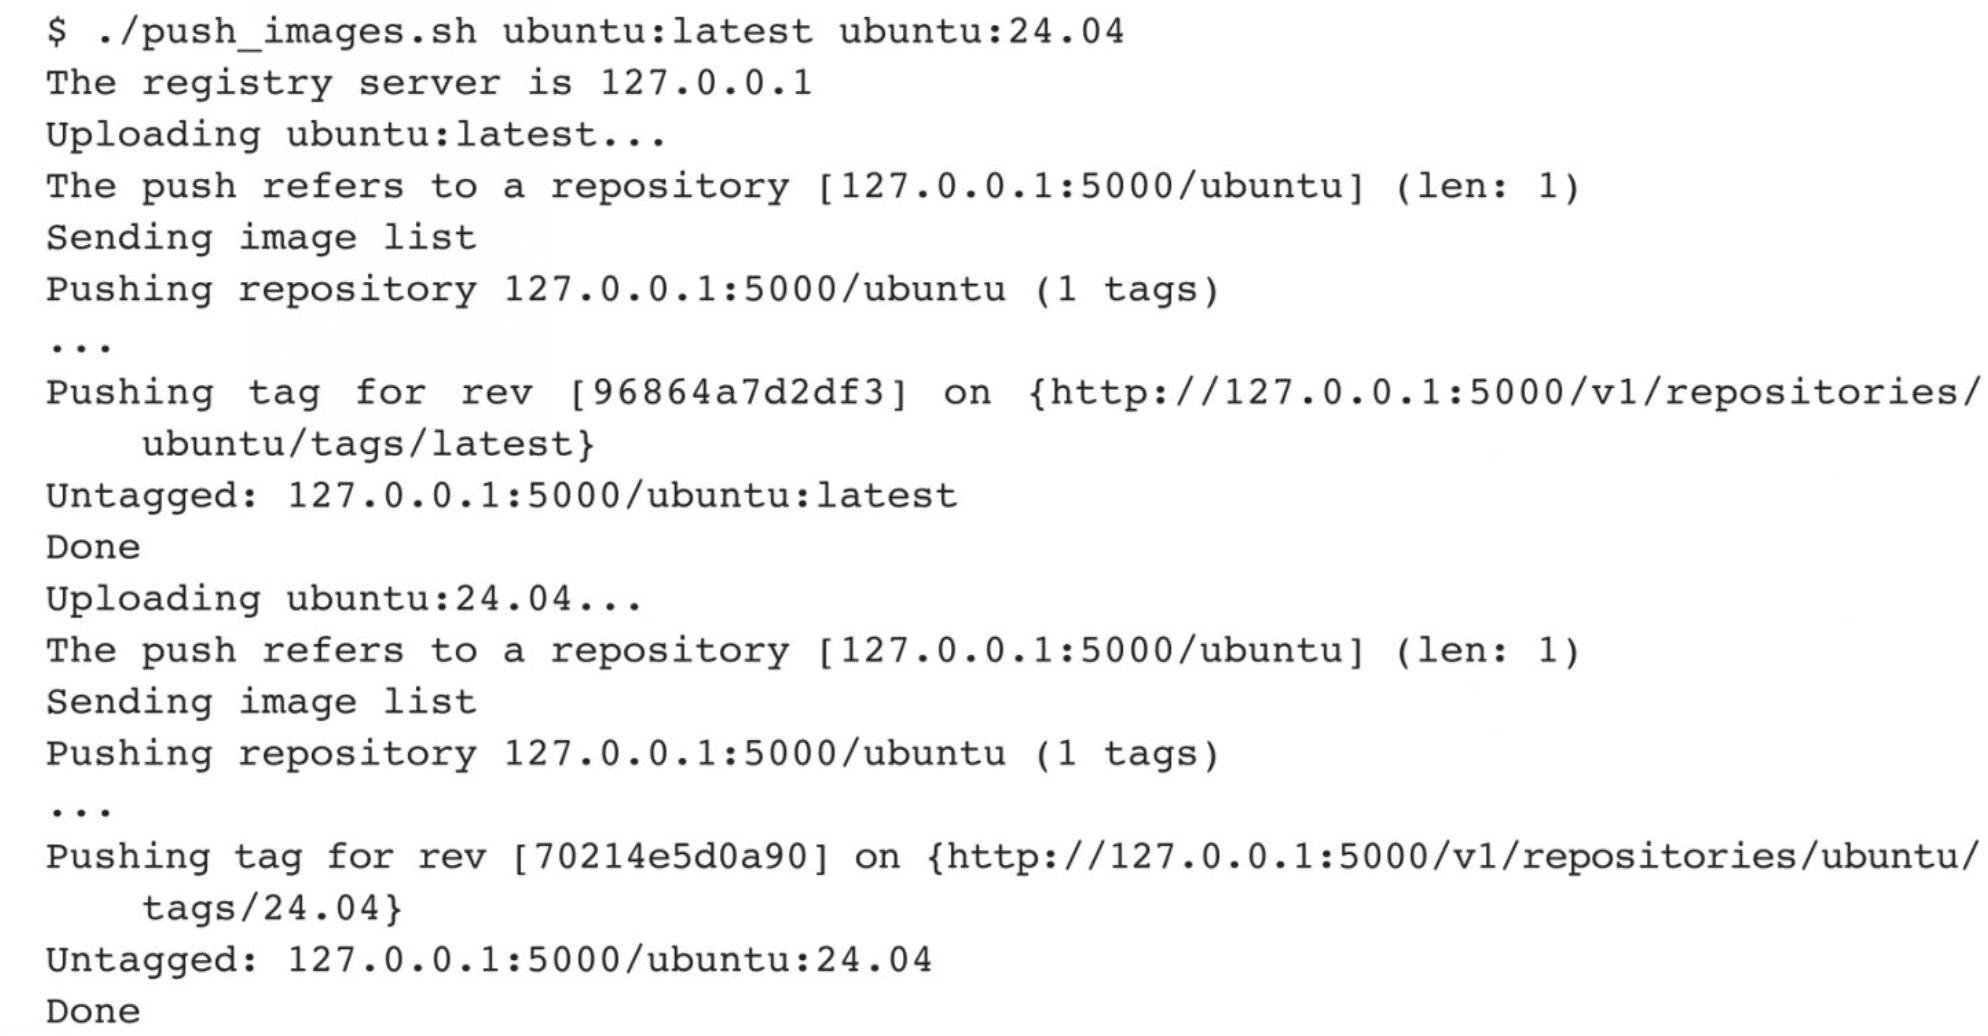 $ ./push_images.sh ubuntu:latest ubuntu:24.04
The registry server is 127.0.0.1
Uploading ubuntu:latest...
The push refers to a repository [127.0.0.1:5000/ubuntu] (len: 1)
Sending image list
Pushing repository 127.0.0.1:5000/ubuntu (1 tags)
...
Pushing tag for rev [96864a7d2df3] on {http://127.0.0.1:5000/v1/repositories/
ubuntu/tags/latest}
Untagged: 127.0.0.1:5000/ubuntu:latest
Done
Uploading ubuntu:24.04...
The push refers to a repository [127.0.0.1:5000/ubuntu] (len: 1)
Sending image list
Pushing repository 127.0.0.1:5000/ubuntu (1 tags)
...
Pushing tag for rev [70214e5d0a90] on {http://127.0.0.1:5000/v1/repositories/ubuntu/
tags/24.04}
Untagged: 127.0.0.1:5000/ubuntu:24.04
Done